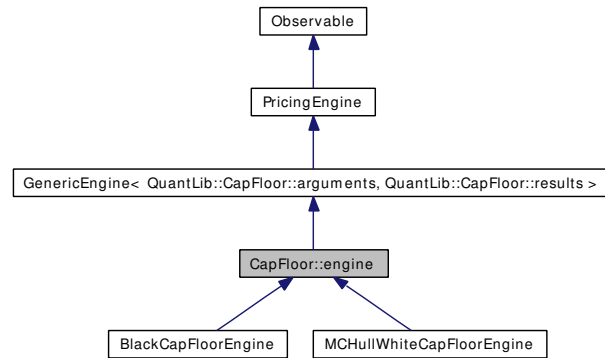 Observable
PricingEngine
GenericEngine< QuantLib::CapFloor::arguments, QuantLib::CapFloor::results >
CapFloor::engine
BlackCapFloorEngine
MCHullWhiteCapFloorEngine